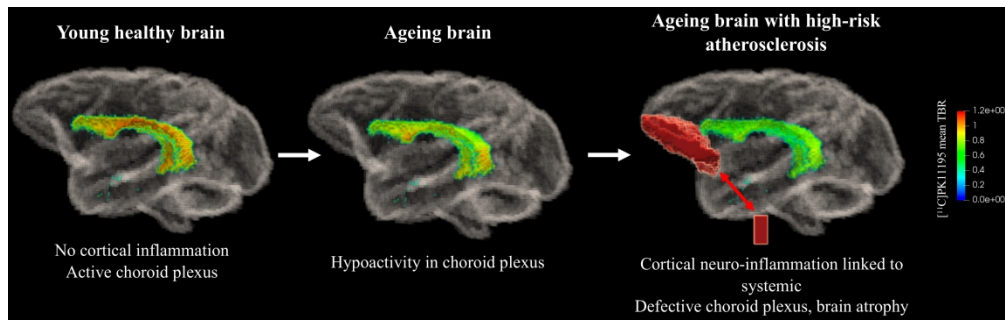 Young healthy brain
No cortical inflammation
Active choroid plexus
Ageing brain
Hypoactivity in choroid plexus
Ageing brain with high-risk
atherosclerosis
Cortical neuro-inflammation linked to
systemic
Defective choroid plexus, brain atrophy
[¹¹C]PK11195 mean TBR
1.2e+00
1.0
0.8
0.6
0.4
0.2
0.0e+00